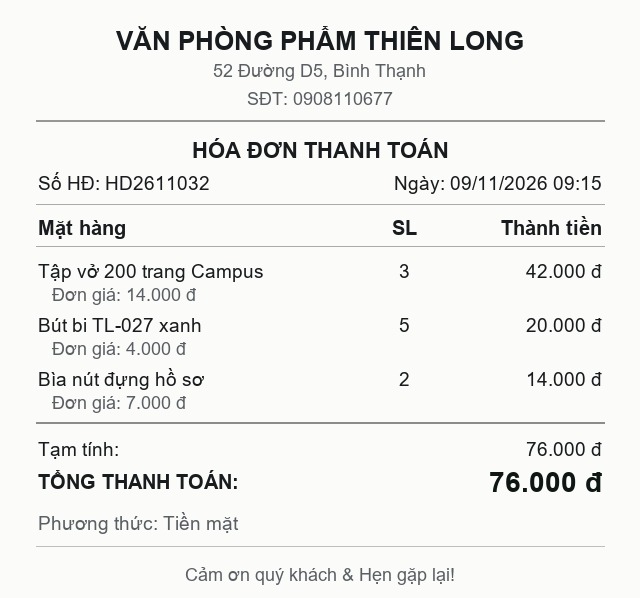 VĂN PHÒNG PHẨM THIÊN LONG
52 Đường D5, Bình Thạnh
SĐT: 0908110677
HÓA ĐƠN THANH TOÁN
Số HĐ: HD2611032 Ngày: 09/11/2026 09:15
Mặt hàng SL Thành tiền
Tập vở 200 trang Campus 3 42.000 đ
Đơn giá: 14.000 đ
Bút bi TL-027 xanh 5 20.000 đ
Đơn giá: 4.000 đ
Bìa nút đựng hồ sơ 2 14.000 đ
Đơn giá: 7.000 đ
Tạm tính: 76.000 đ
TỔNG THANH TOÁN: 76.000 đ
Phương thức: Tiền mặt
Cảm ơn quý khách & Hẹn gặp lại!